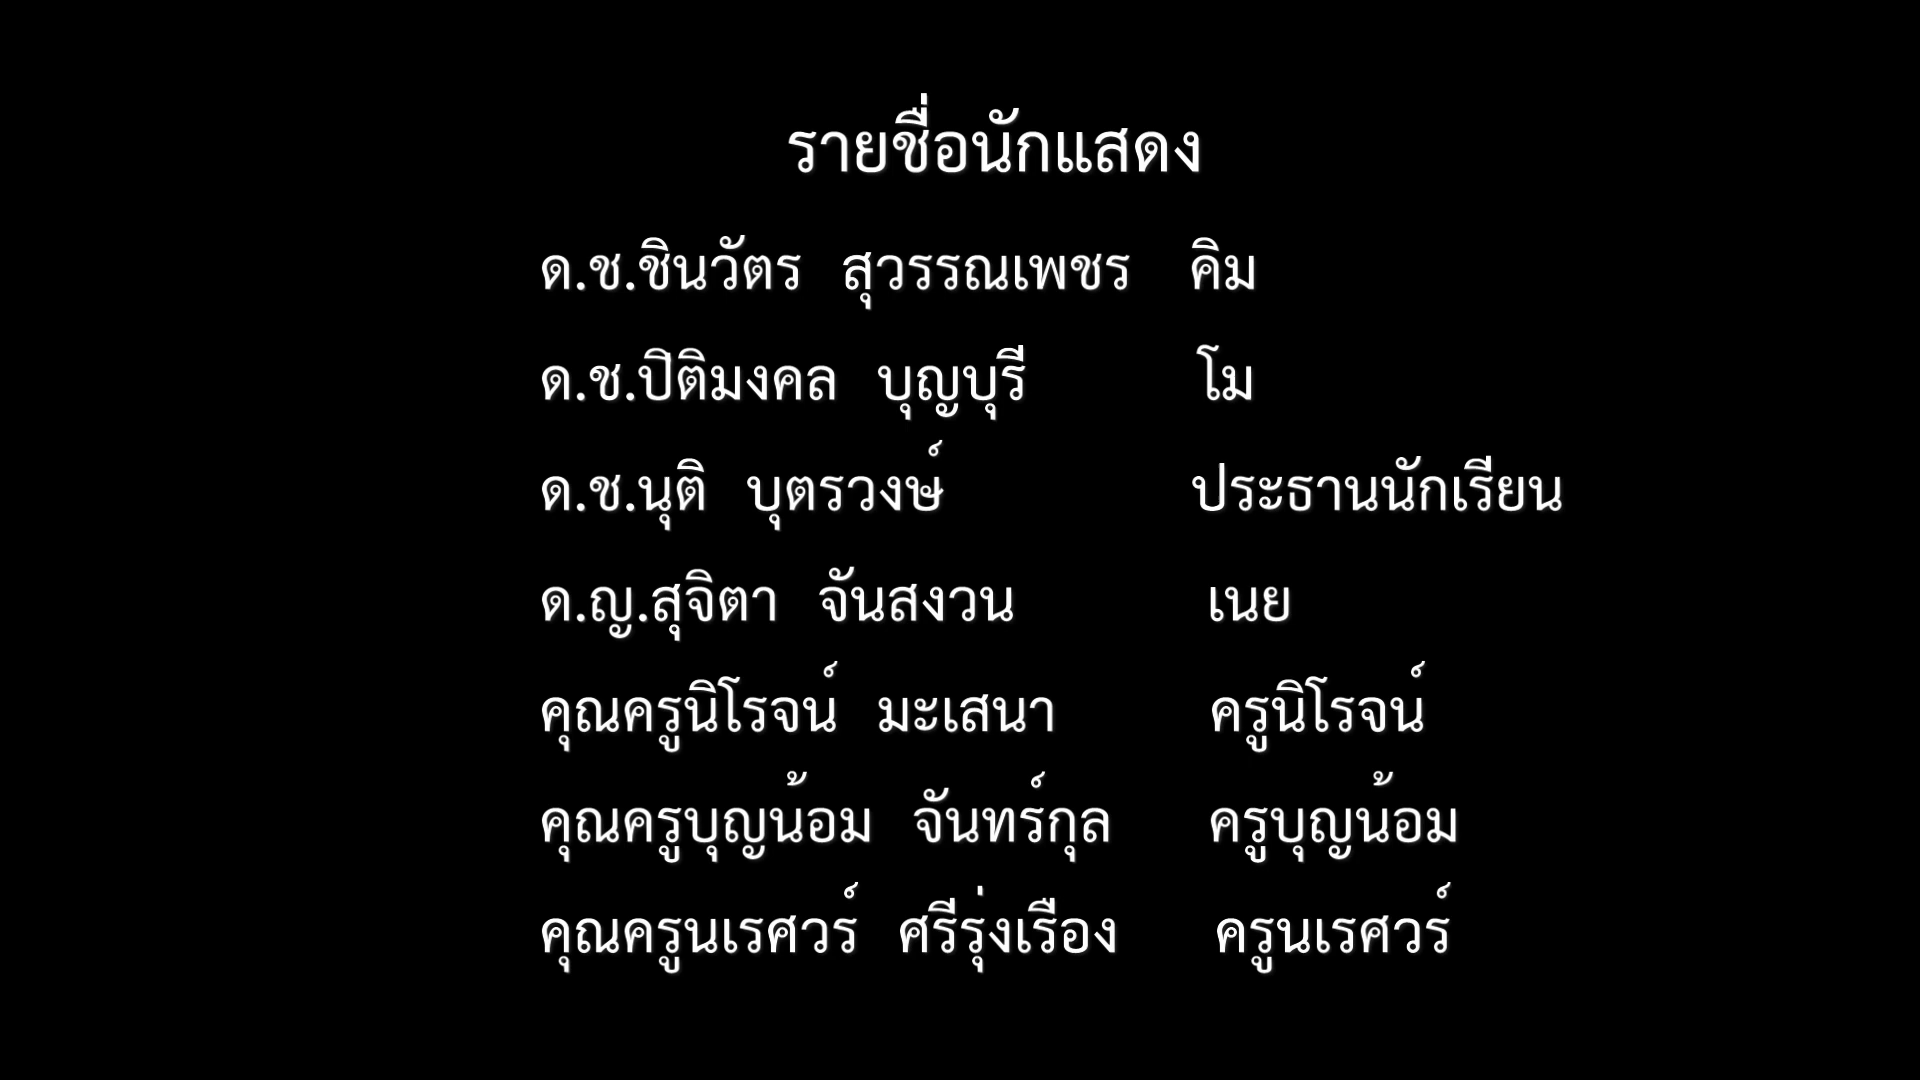 รายชื่อนักแสดง
ด.ช.ชินวัตร สุวรรณเพชร คิม
ด.ช.ปิติมงคล บุญบุรี โม
ด.ช.นุติ บุตรวงษ์ ประธานนักเรียน
ด.ญ.สุจิตา จันสงวน เนย
คุณครูนิโรจน์ มะเสนา ครูนิโรจน์
คุณครูบุญน้อม จันทร์กุล ครูบุญน้อม
คุณครูนเรศวร์ ศรีรุ่งเรือง ครูนเรศวร์